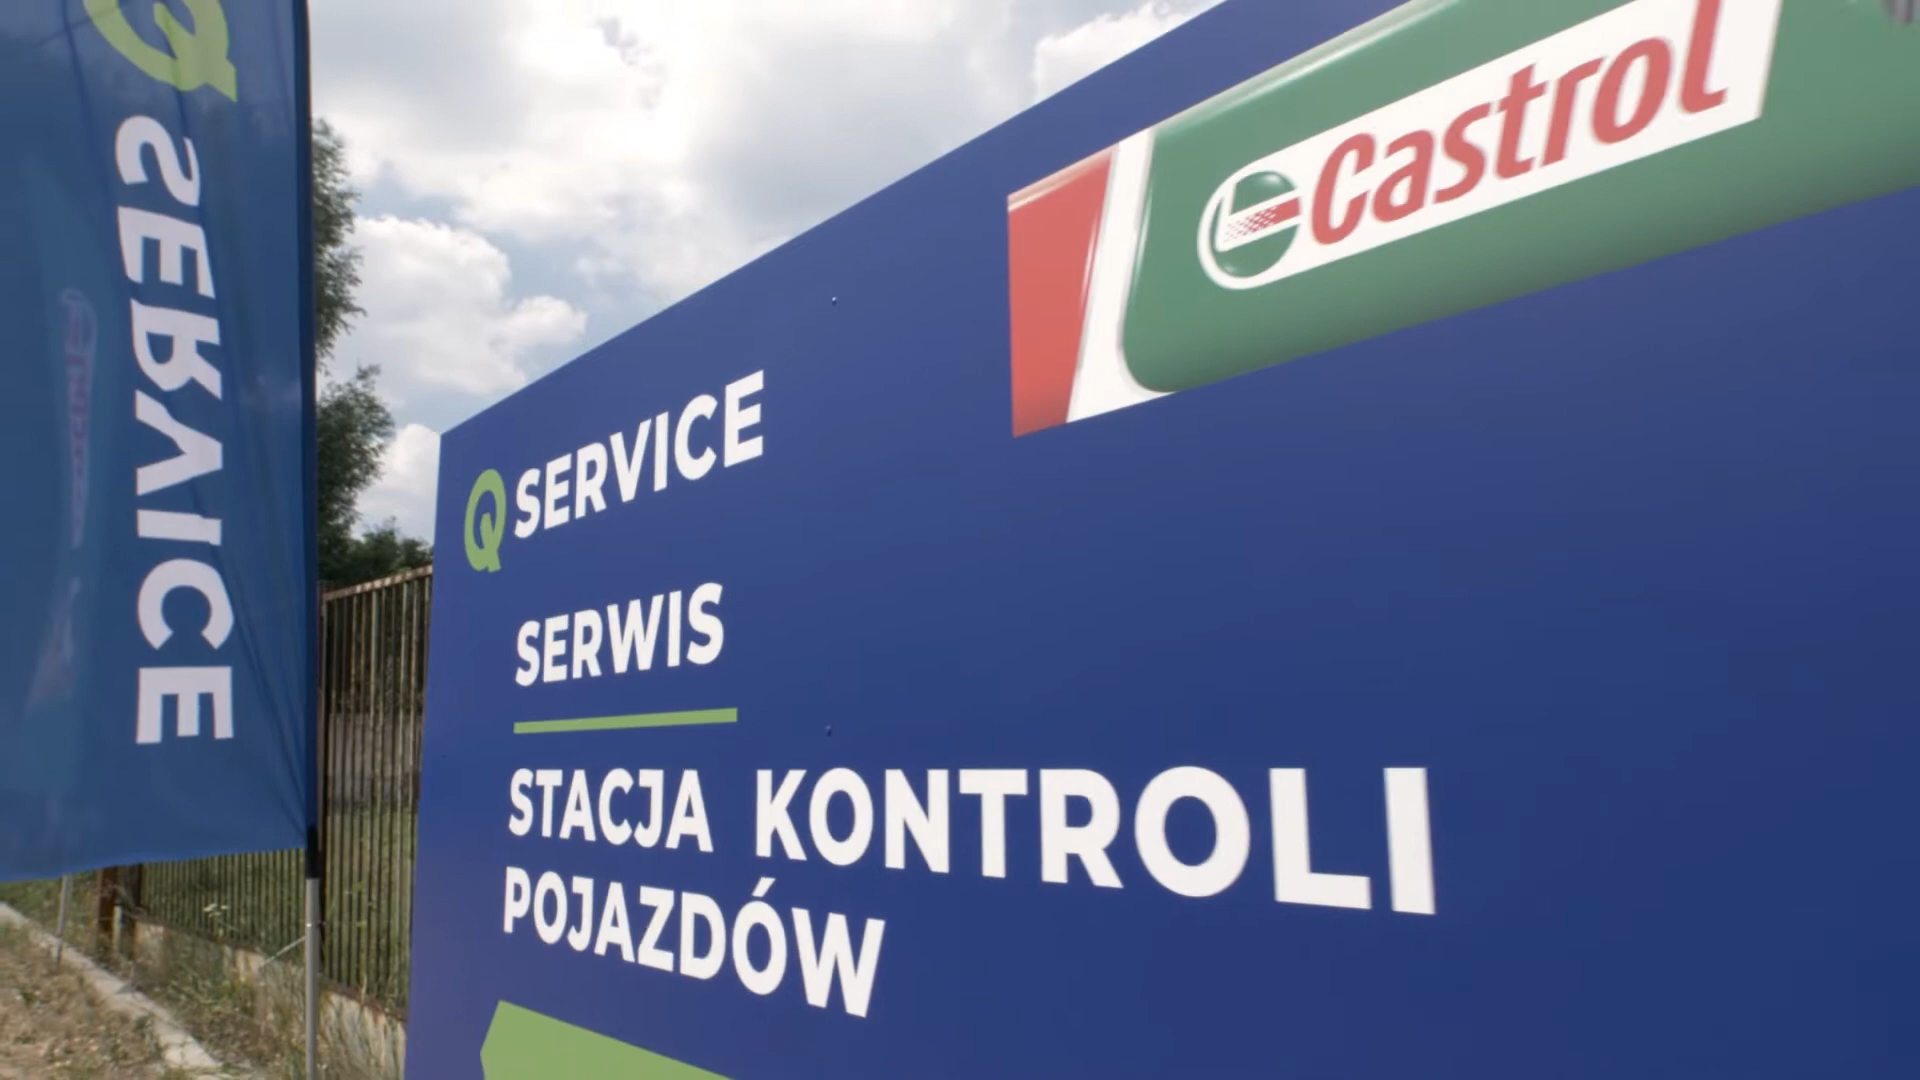 Q SERVICE
Castrol
Q SERVICE
SERWIS
STACJA KONTROLI
POJAZDÓW